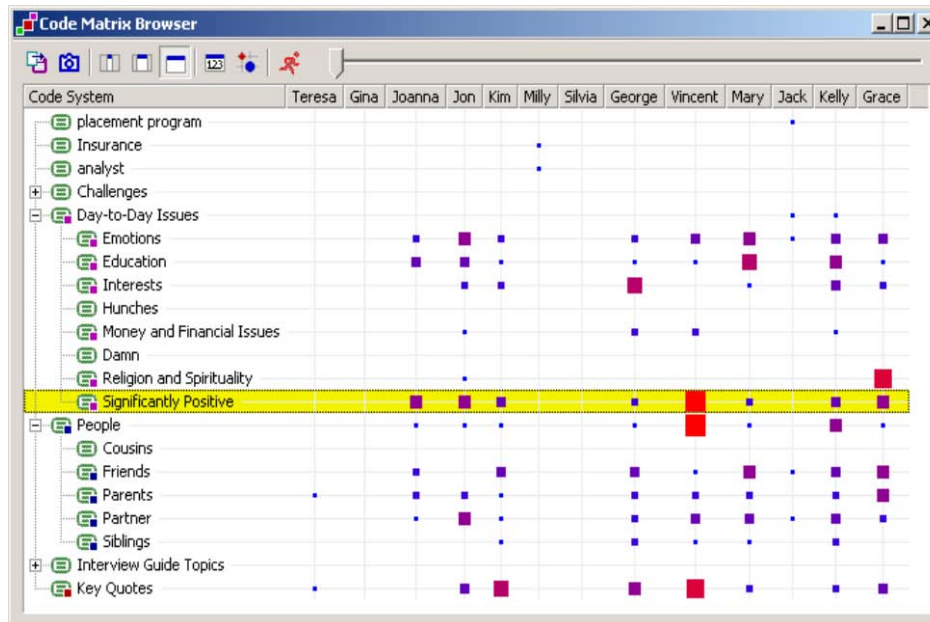 Code Matrix Browser
123
Code System Teresa Gina Joanna Jon Kim Milly Silvia George Vincent Mary Jack Kelly Grace
placement program
Insurance
analyst
Challenges
Day-to-Day Issues
Emotions
Education
Interests
Hunches
Money and Financial Issues
Damn
Religion and Spirituality
Significantly Positive
People
Cousins
Friends
Parents
Partner
Siblings
Interview Guide Topics
Key Quotes